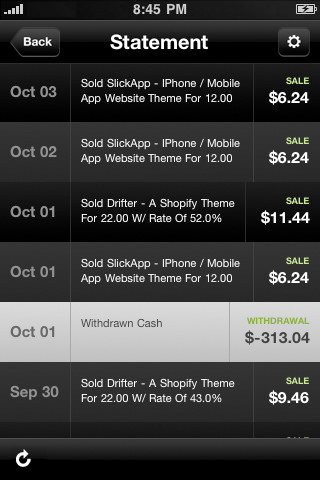 8:45 PM
Back
Statement
Oct 03
Sold SlickApp - IPhone / Mobile
App Website Theme For 12.00
SALE
$6.24
Oct 02
Sold SlickApp - IPhone / Mobile
App Website Theme For 12.00
SALE
$6.24
Oct 01
Sold Drifter - A Shopify Theme
For 22.00 W/ Rate Of 52.0%
SALE
$11.44
Oct 01
Sold SlickApp - IPhone / Mobile
App Website Theme For 12.00
SALE
$6.24
Oct 01
Withdrawn Cash
WITHDRAWAL
$-313.04
Sep 30
Sold Drifter - A Shopify Theme
For 22.00 W/ Rate Of 43.0%
SALE
$9.46